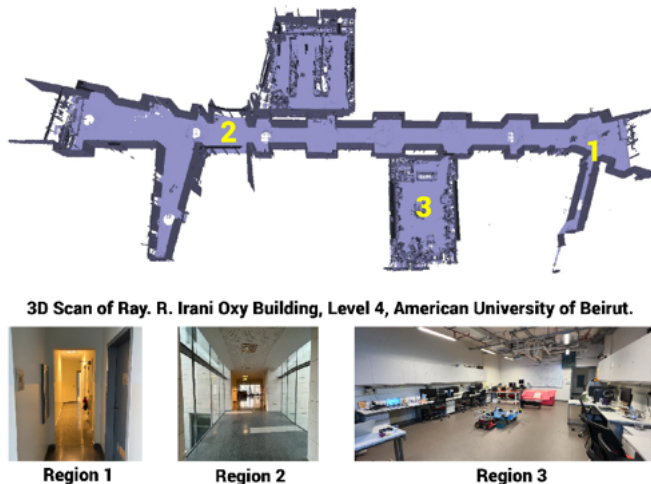 2
1
3
3D Scan of Ray. R. Irani Oxy Building, Level 4, American University of Beirut.
Region 1
Region 2
Region 3